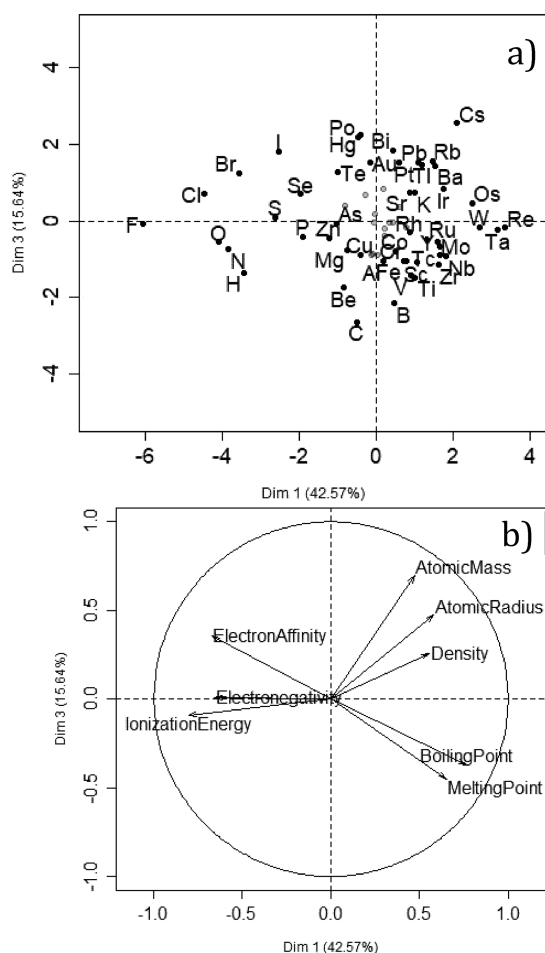 a)
4
2
0
-2
-4
Dim 3 (15.64%)
Cs
Po
Hg
Bi
I
Au
Pb
Rb
Te
Pt
Tl
Br
Ba
Cl
Se
Sr
K
Ir
Os
As
S
F
P
Zn
Rh
W
Re
O
Co
Ru
Ta
N
Cu
Y
Mo
Mg
Al
Fe
Tc
Nb
H
Sc
Zr
Be
V
Ti
B
C
-6 -4 -2 0 2 4
Dim 1 (42.57%)
b)
1.0
0.5
0.0
-0.5
-1.0
Dim 3 (15.64%)
AtomicMass
AtomicRadius
ElectronAffinity
Density
Electronegativity
IonizationEnergy
BoilingPoint
MeltingPoint
-1.0 -0.5 0.0 0.5 1.0
Dim 1 (42.57%)